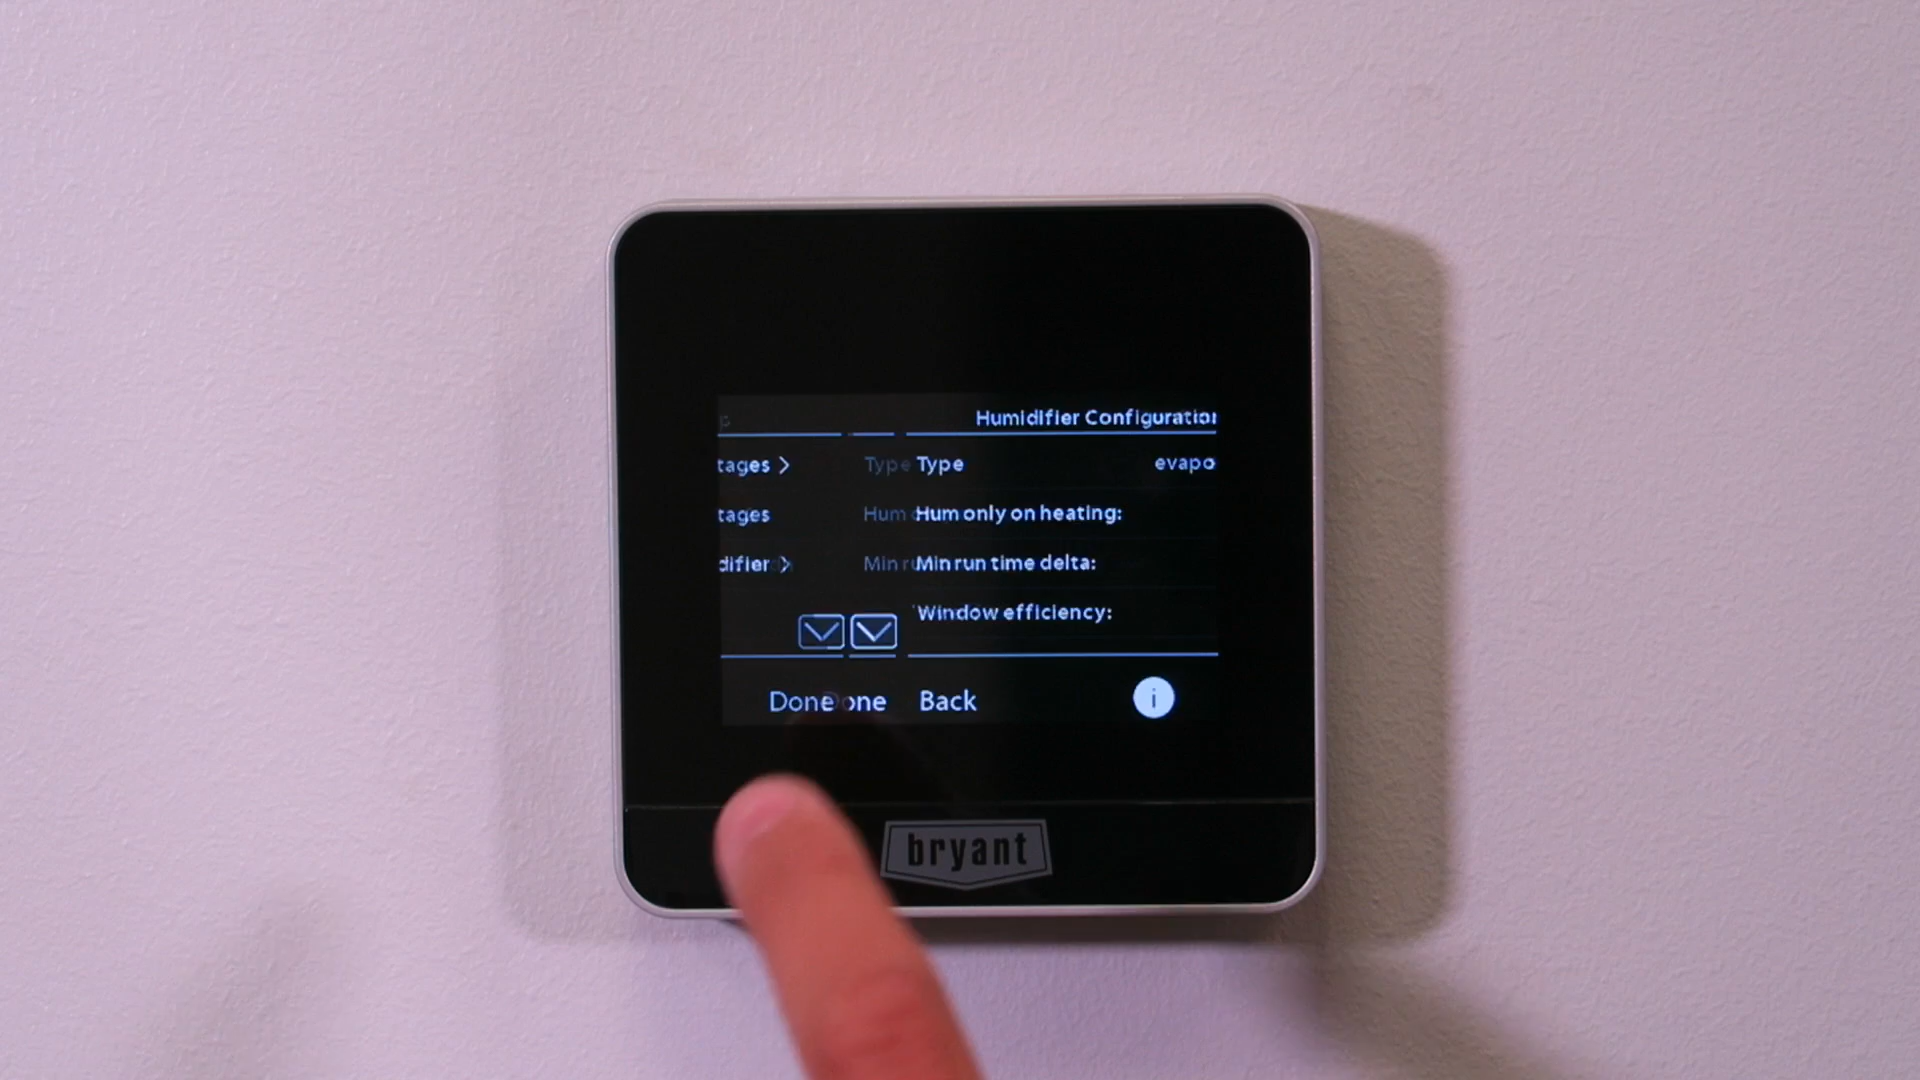 Humidifier Configuration
tages > Type Type evapo
tages Hum Hum only on heating:
difier > Min ru Min run time delta:
Window efficiency:
Done one Back i
bryant